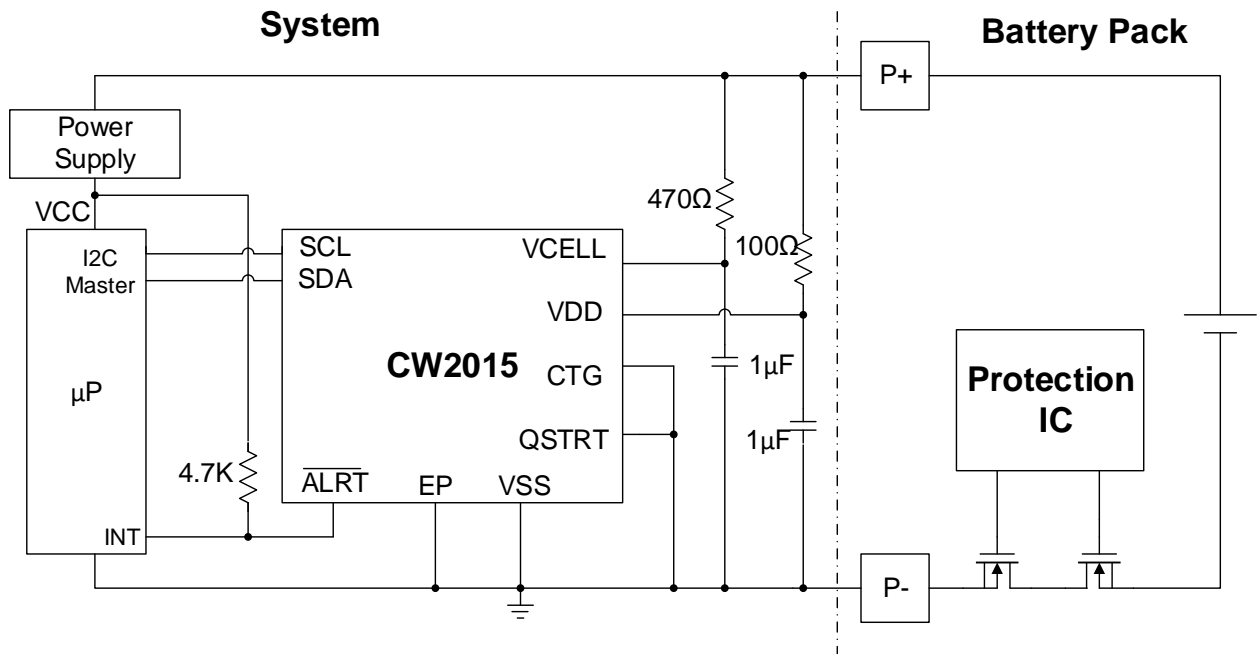 System
Battery Pack
P+
Power
Supply
VCC
470Ω
100Ω
I2C
Master
SCL
SDA
VCELL
VDD
CW2015
CTG
QSTRT
1µF
1µF
Protection
IC
µP
4.7K
ALRT
EP
VSS
INT
P-